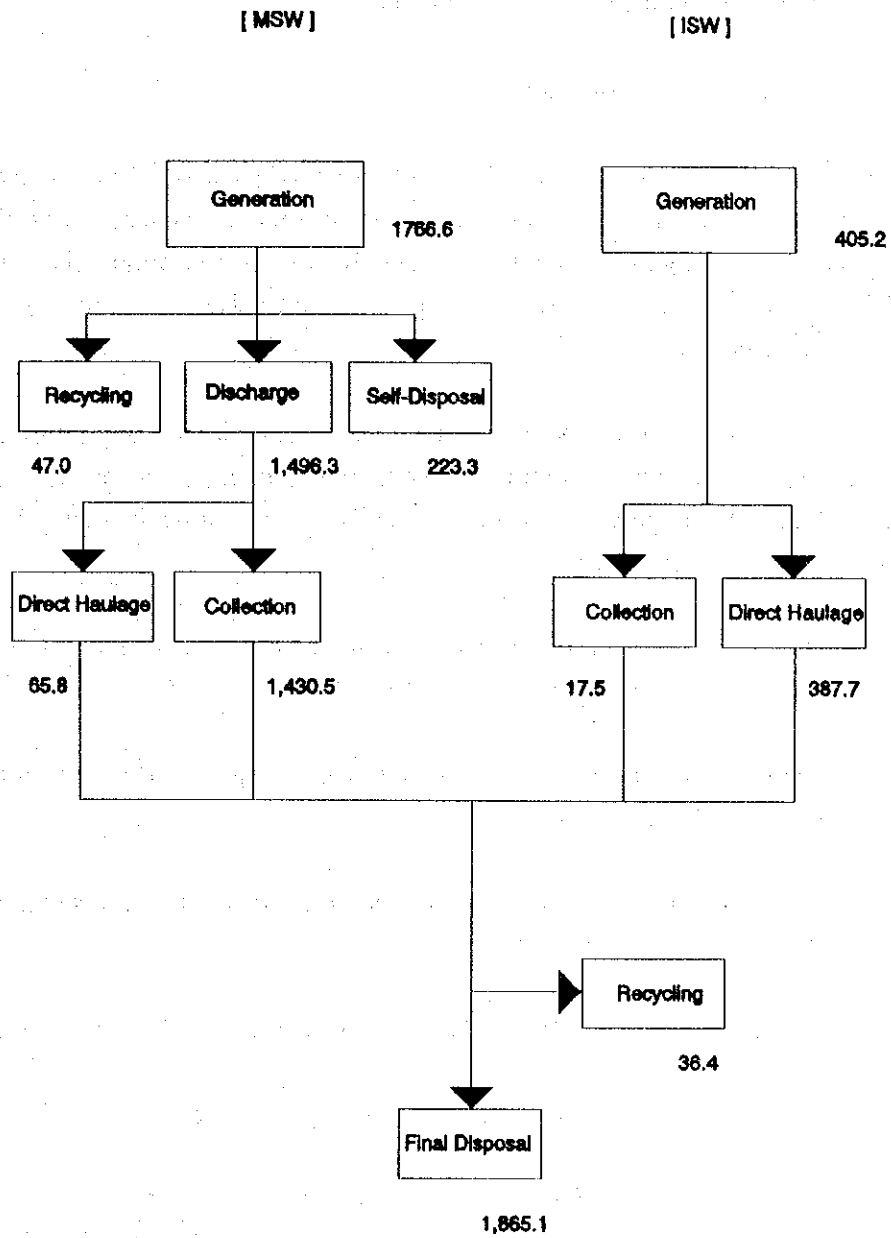 [ MSW ]
[ ISW ]
Generation
1766.6
Generation
405.2
Recycling
Discharge
Self-Disposal
47.0
1,496.3
223.3
Direct Haulage
Collection
Collection
Direct Haulage
65.8
1,430.5
17.5
387.7
Recycling
36.4
Final Disposal
1,865.1